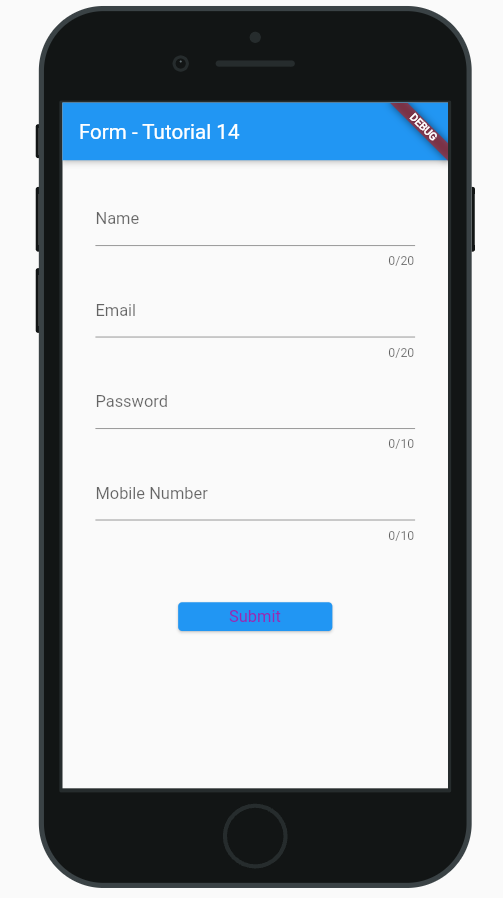 Form - Tutorial 14
DEBUG
Name
0/20
Email
0/20
Password
0/10
Mobile Number
0/10
Submit